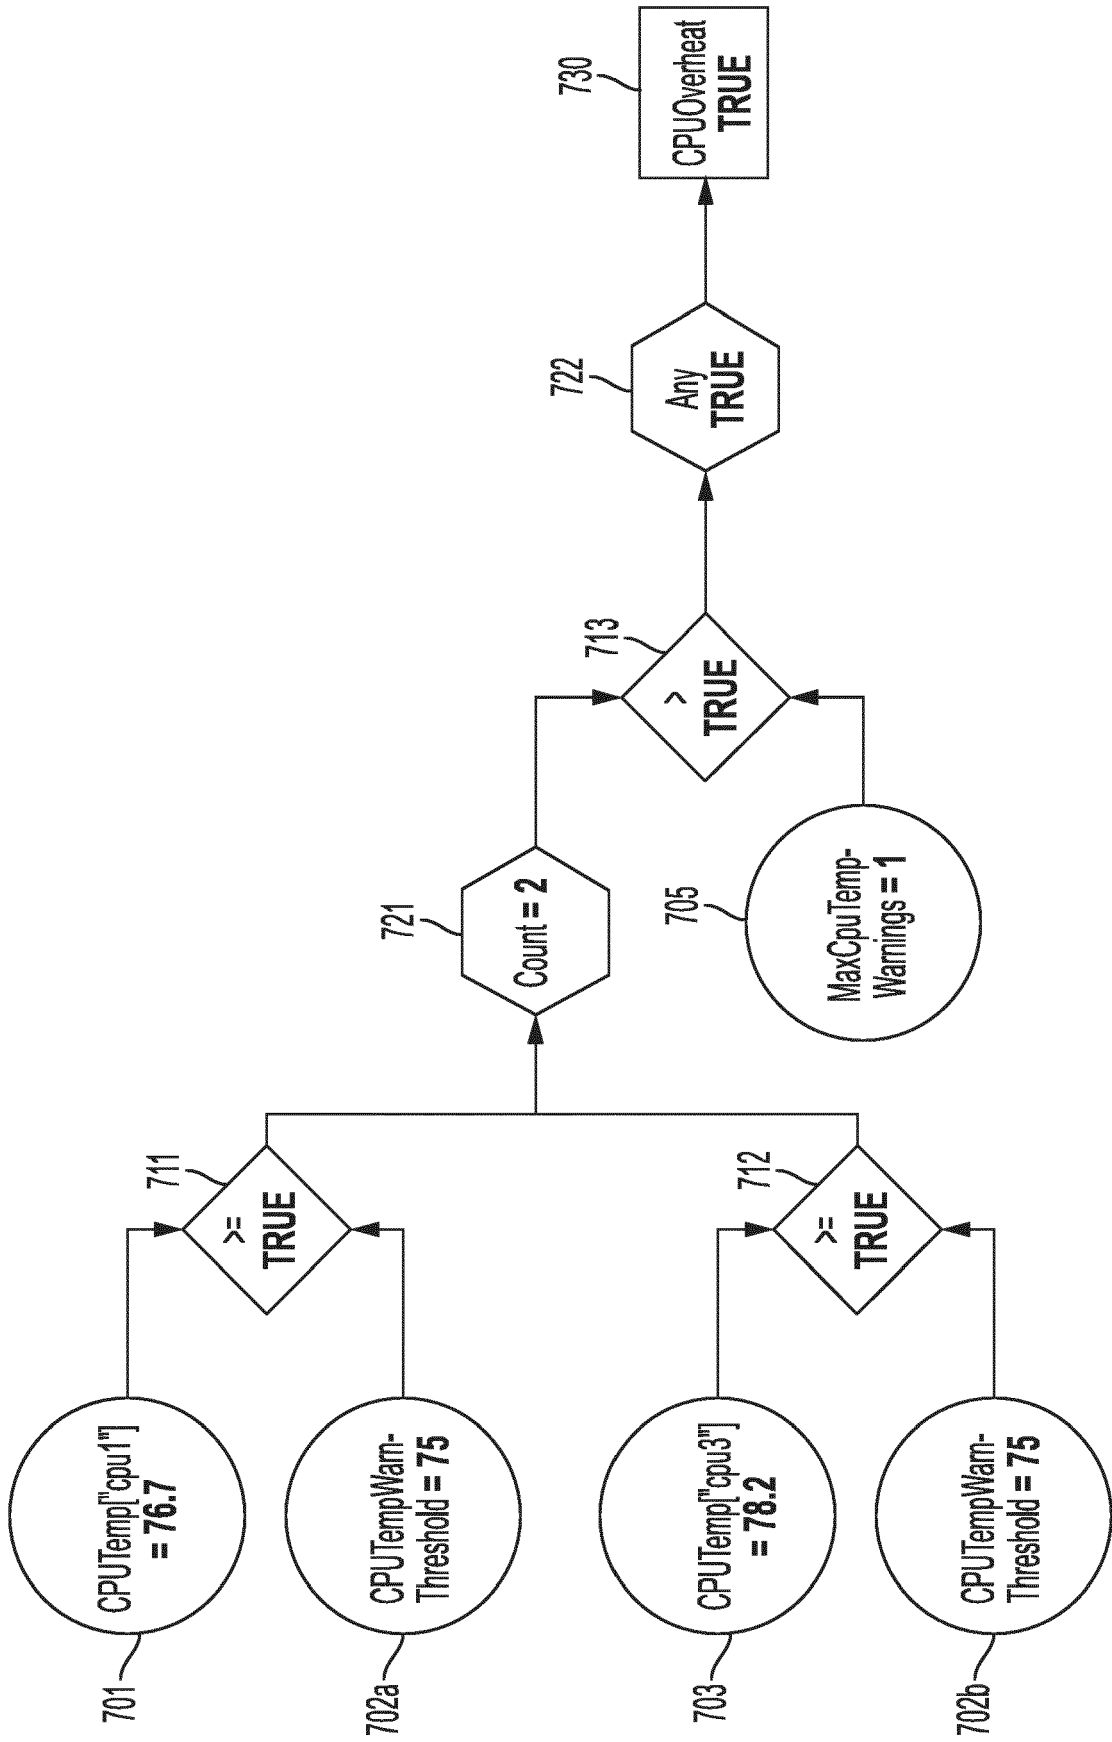 701
CPUTemp["cpu1"]
= 76.7
702a
CPUTempWarn-
Threshold = 75
711
>=
TRUE
703
CPUTemp["cpu3"]
= 78.2
702b
CPUTempWarn-
Threshold = 75
712
>=
TRUE
721
Count = 2
705
MaxCpuTemp-
Warnings = 1
713
>
TRUE
722
Any
TRUE
730
CPUOverheat
TRUE